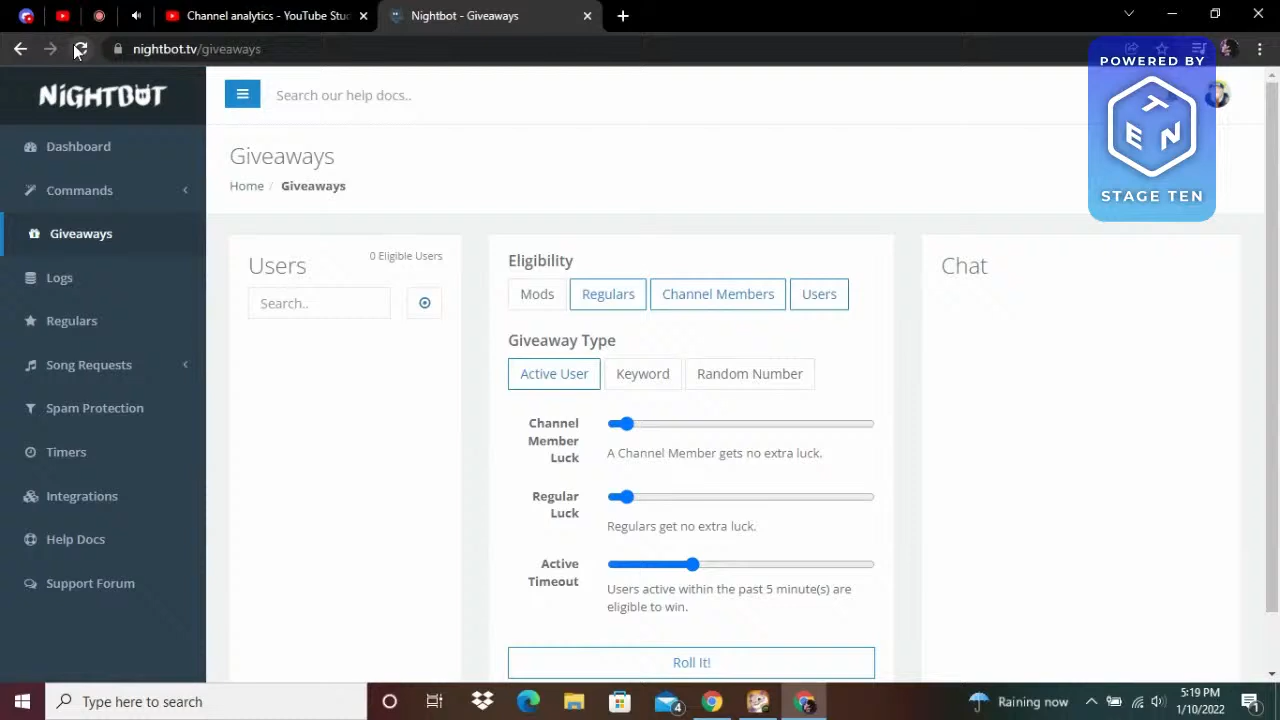 Channel analytics - YouTube Stu
Nightbot - Giveaways
nightbot.tv/giveaways
POWERED BY
TEN
STAGE TEN
NIGHTBOT
Search our help docs..
Dashboard
Commands
Giveaways
Logs
Regulars
Song Requests
Spam Protection
Timers
Integrations
Help Docs
Support Forum
Giveaways
Home / Giveaways
Users
0 Eligible Users
Search..
Eligibility
Mods Regulars Channel Members Users
Giveaway Type
Active User Keyword Random Number
Channel
Member
Luck
A Channel Member gets no extra luck.
Regular
Luck
Regulars get no extra luck.
Active
Timeout
Users active within the past 5 minute(s) are
eligible to win.
Roll It!
Chat
Type here to search
4
Raining now
5:19 PM
1/10/2022
1